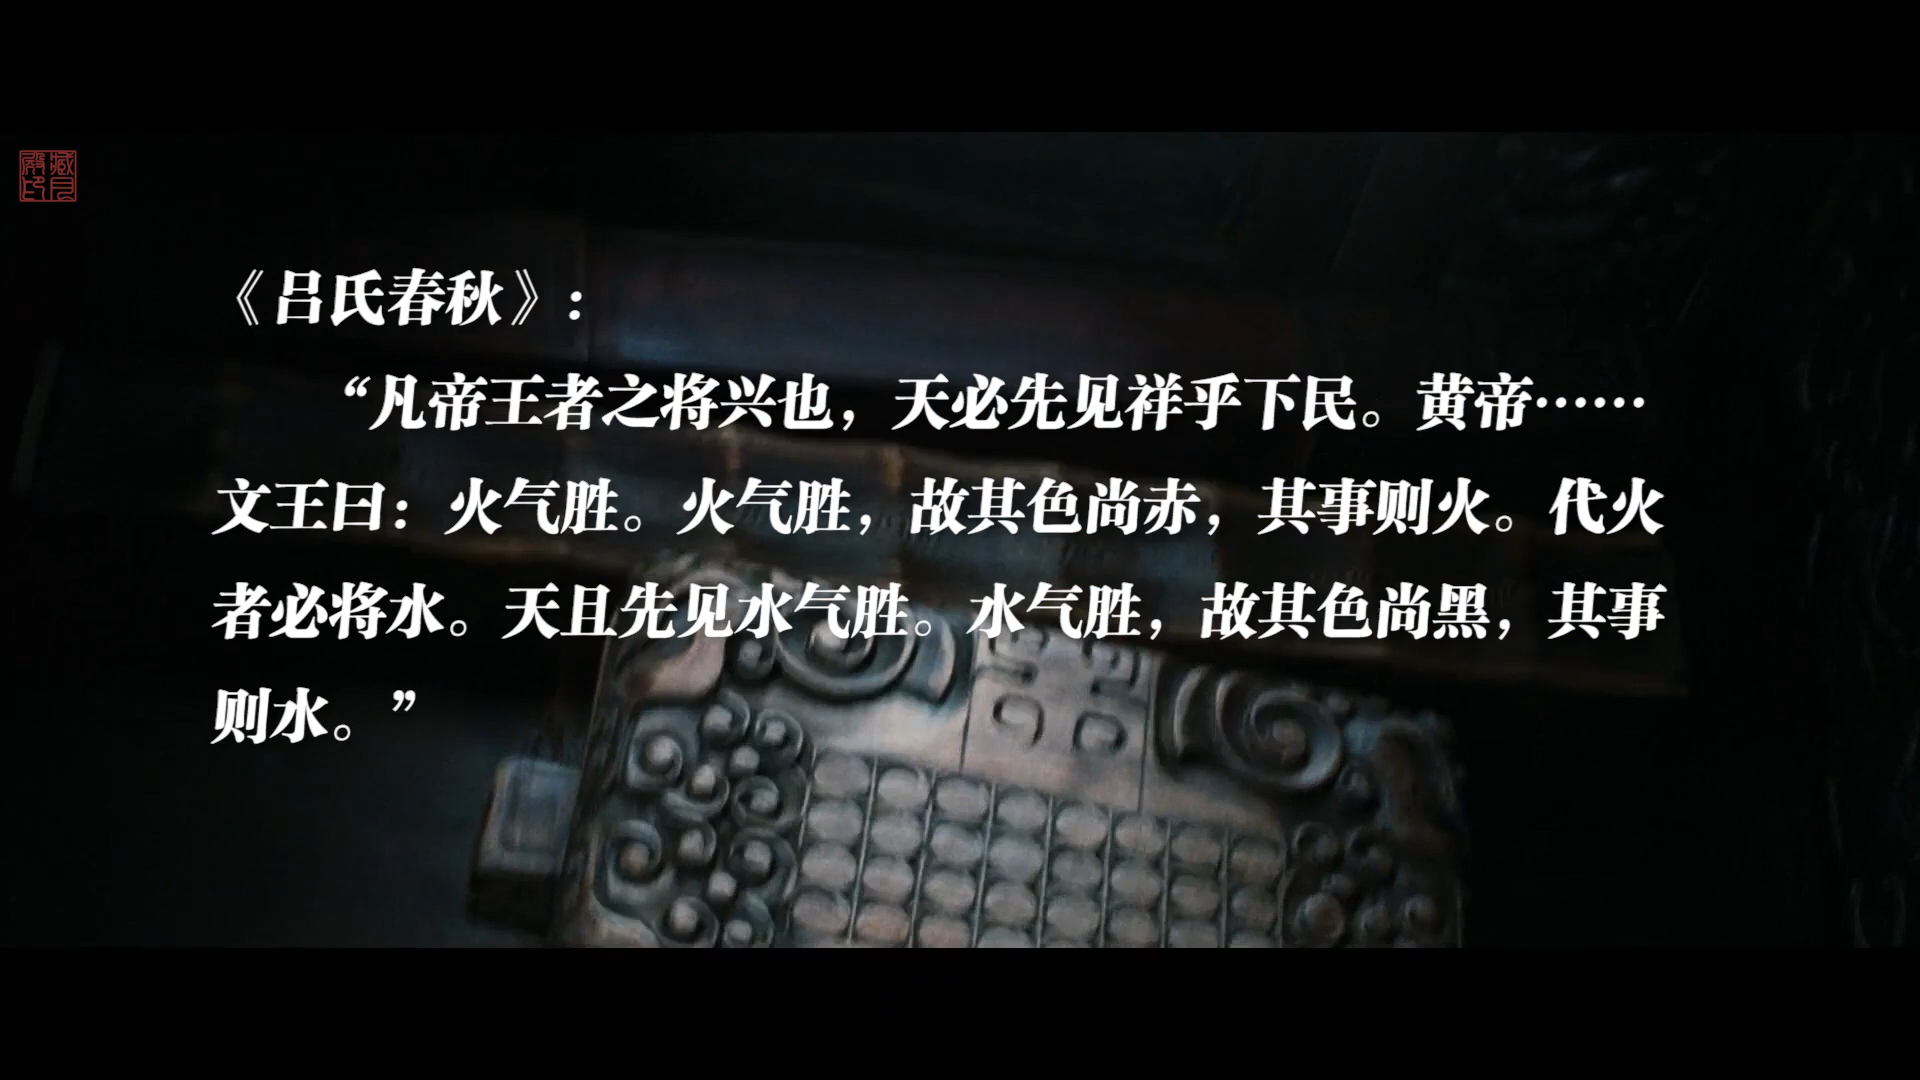 《吕氏春秋》：
“凡帝王者之将兴也，天必先见祥乎下民。黄帝……
文王曰：火气胜。火气胜，故其色尚赤，其事则火。代火
者必将水。天且先见水气胜。水气胜，故其色尚黑，其事
则水。”